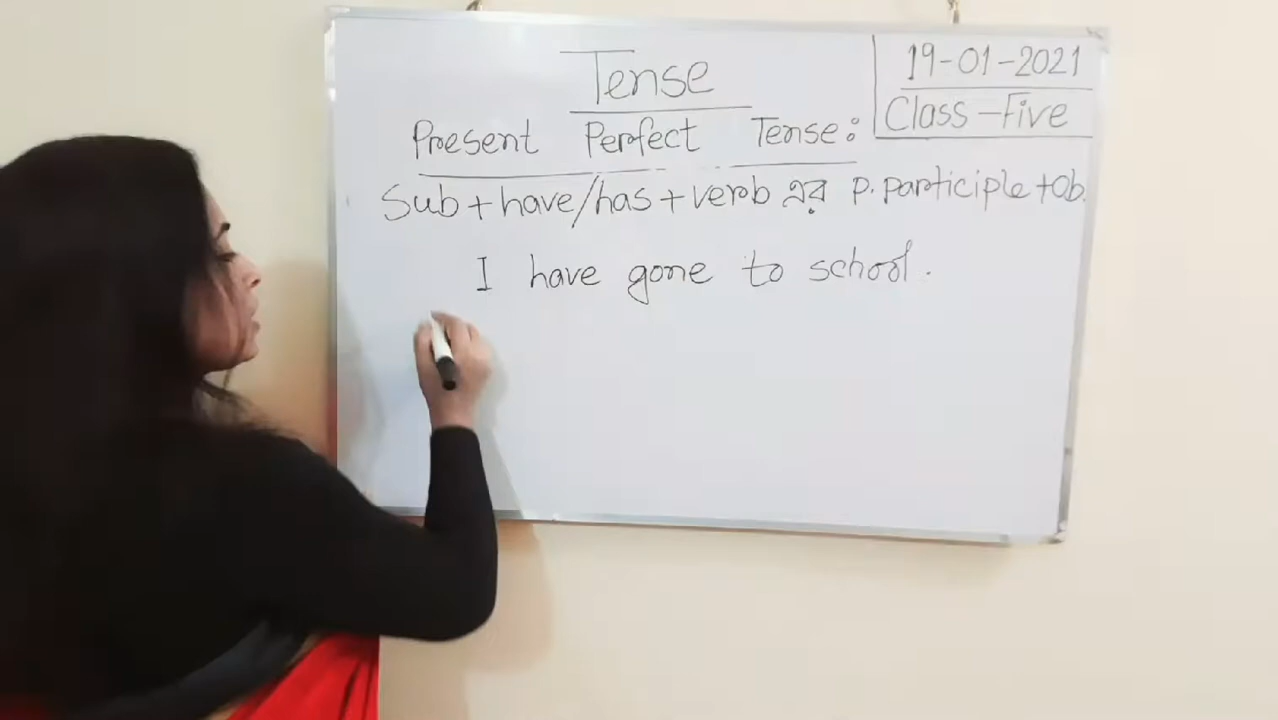 Tense
19-01-2021
Class-Five
Present Perfect Tense:
Sub + have/has + verb এর p. participle + Ob.
I have gone to school.